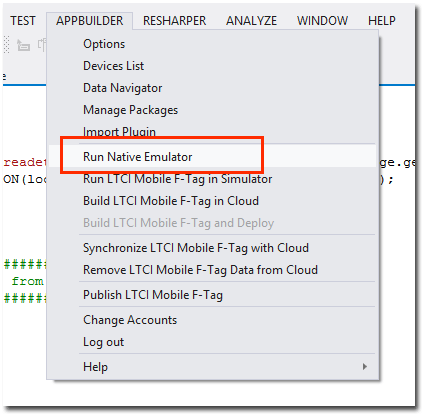 TEST APPBUILDER RESHARPER ANALYZE WINDOW HELP
Options
Devices List
Data Navigator
Manage Packages
Import Plugin
Run Native Emulator
Run LTCI Mobile F-Tag in Simulator
Build LTCI Mobile F-Tag in Cloud
Build LTCI Mobile F-Tag and Deploy
Synchronize LTCI Mobile F-Tag with Cloud
Remove LTCI Mobile F-Tag Data from Cloud
Publish LTCI Mobile F-Tag
Change Accounts
Log out
Help
e
readet ge.ge
ON(loc );
#######
from
#######